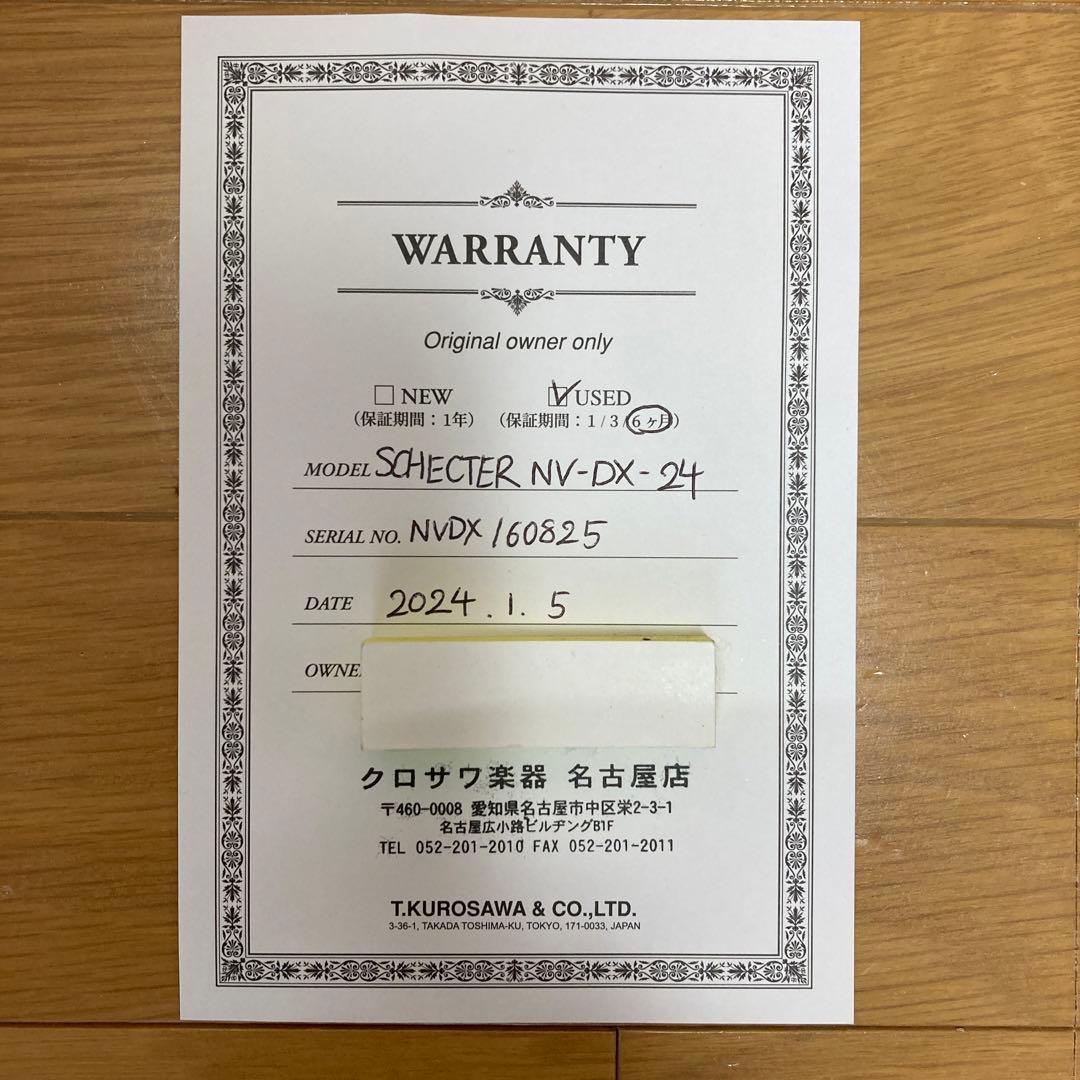 WARRANTY
Original owner only
□ NEW ☑ USED
(保証期間：1年) (保証期間：1/3/6ヶ月)
MODEL SCHECTER NV-DX-24
SERIAL NO. NVDX160825
DATE 2024.1.5
クロサワ楽器 名古屋店
〒460-0008 愛知県名古屋市中区栄2-3-1
名古屋広小路ビルヂングB1F
TEL 052-201-2010 FAX 052-201-2011
T.KUROSAWA & CO.,LTD.
3-36-1, TAKADA TOSHIMA-KU, TOKYO, 171-0033, JAPAN